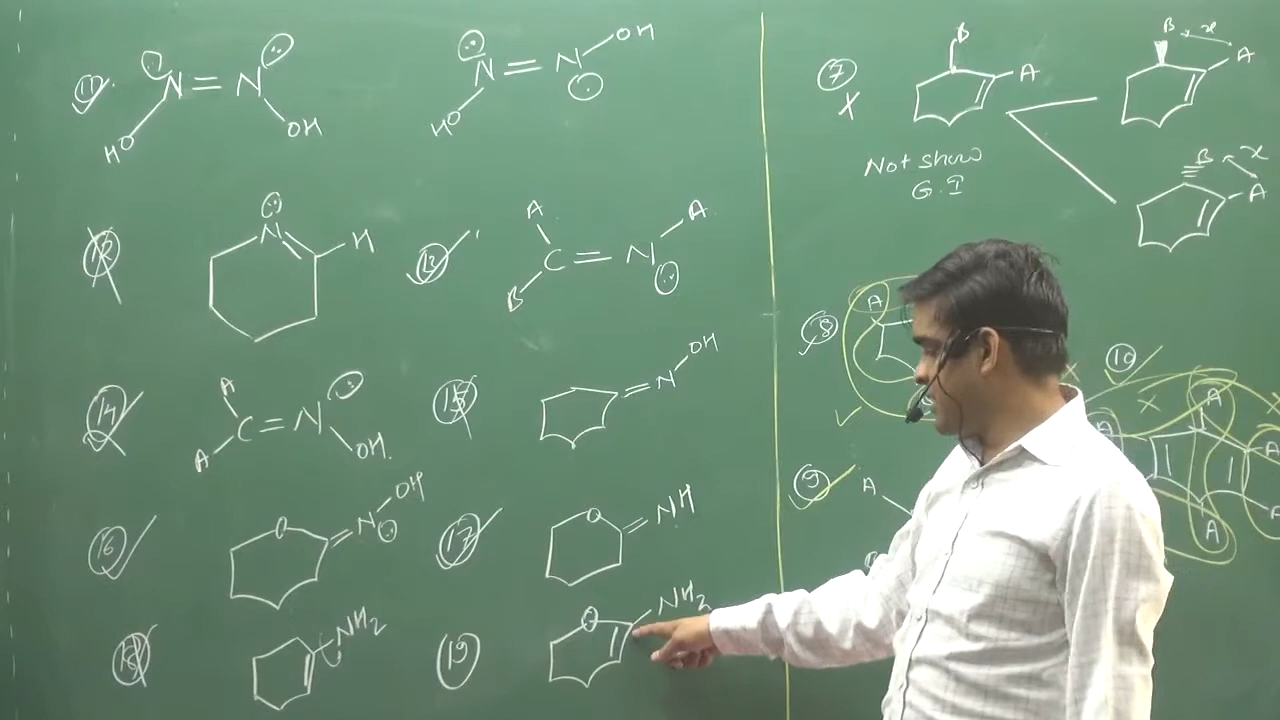 11 HO N = N OH
HO N = N OH
12 N H
13 A B C = N A
14 A A C = N OH
15 N OH
16 O N OH
17 O NH
18 NH2
19 O NH2
7 X
B A
B x A
B x A
Not show
G.I
8 A
9 A
10
A A A A A